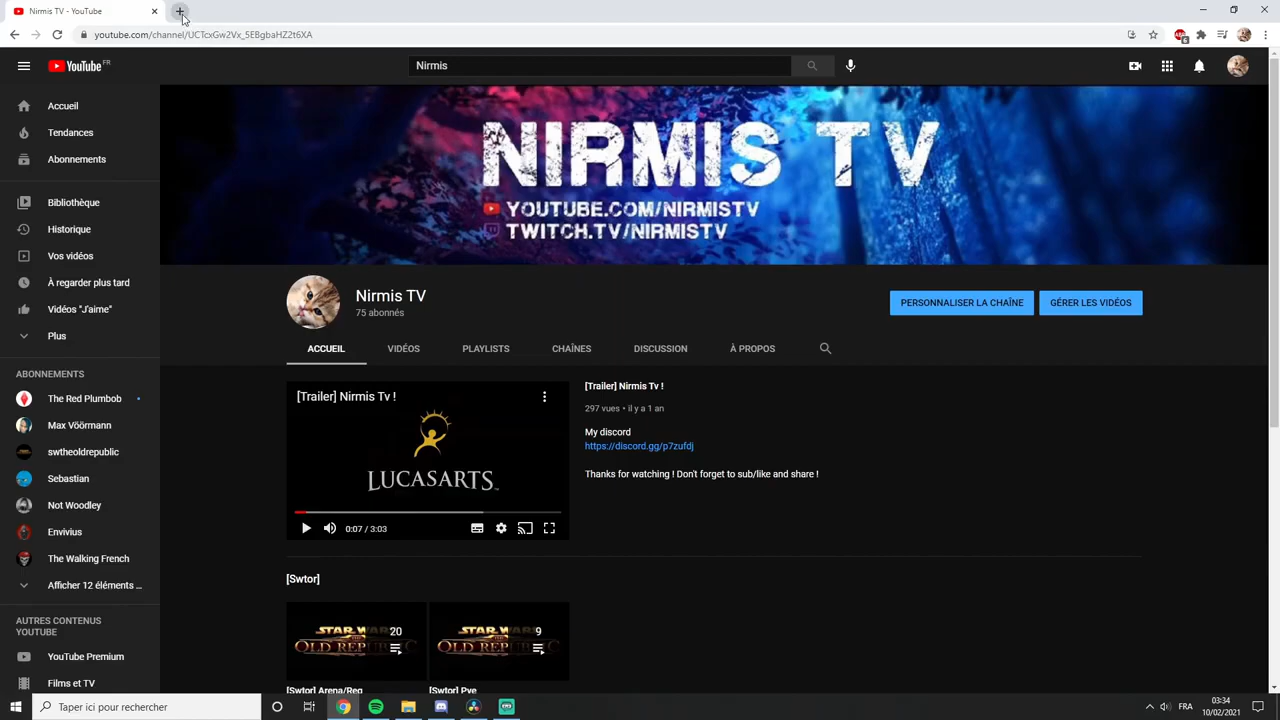 Nirmis TV - YouTube
youtube.com/channel/UCTcxGw2Vx_5EBgbaHZ2t6XA
YouTube FR
Nirmis
Accueil
Tendances
Abonnements
Bibliothèque
Historique
Vos vidéos
À regarder plus tard
Vidéos "J'aime"
Plus
ABONNEMENTS
The Red Plumbob
Max Vöörmann
swtheoldrepublic
Sebastian
Not Woodley
Envivius
The Walking French
Afficher 12 éléments ...
AUTRES CONTENUS
YOUTUBE
YouTube Premium
Films et TV
NIRMIS TV
YOUTUBE.COM/NIRMISTV
TWITCH.TV/NIRMISTV
Nirmis TV
75 abonnés
PERSONNALISER LA CHAÎNE
GÉRER LES VIDÉOS
ACCUEIL
VIDÉOS
PLAYLISTS
CHAÎNES
DISCUSSION
À PROPOS
[Trailer] Nirmis Tv !
LUCASARTS
0:07 / 3:03
[Trailer] Nirmis Tv !
297 vues • il y a 1 an
My discord
https://discord.gg/p7zufdj
Thanks for watching ! Don't forget to sub/like and share !
[Swtor]
STAR WARS
OLD REPUBLIC
20
STAR WARS
OLD REPUBLIC
9
[Swtor] Arena/Reg
[Swtor] Pve
Taper ici pour rechercher
FRA
03:34
10/02/2021